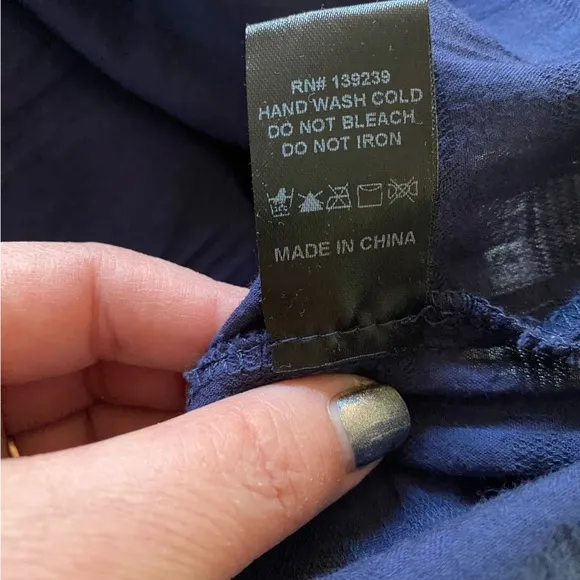 RN# 139239
HAND WASH COLD
DO NOT BLEACH
DO NOT IRON
MADE IN CHINA